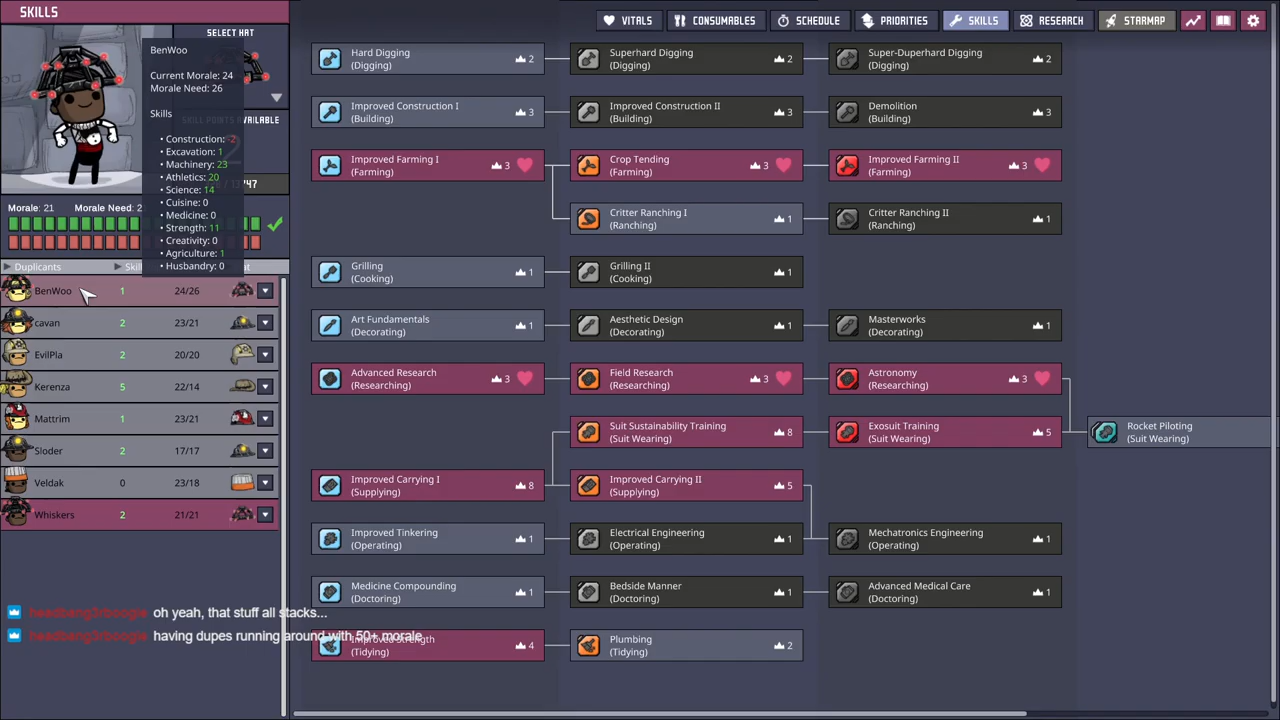 SKILLS
VITALS
CONSUMABLES
SCHEDULE
PRIORITIES
SKILLS
RESEARCH
STARMAP
SELECT HAT
BenWoo
Current Morale: 24
Morale Need: 26
Skills
• Construction: -2
• Excavation: 1
• Machinery: 23
• Athletics: 20
• Science: 14
• Cuisine: 0
• Medicine: 0
• Strength: 11
• Creativity: 0
• Agriculture: 1
• Husbandry: 0
Morale: 21
Morale Need: 2
Duplicants
BenWoo 1 24/26
cavan 2 23/21
EvilPla 2 20/20
Kerenza 5 22/14
Mattrim 1 23/21
Sloder 2 17/17
Veldak 0 23/18
Whiskers 2 21/21
headbang3rboogie oh yeah, that stuff all stacks...
headbang3rboogie having dupes running around with 50+ morale
Hard Digging
(Digging)
2
Superhard Digging
(Digging)
2
Super-Duperhard Digging
(Digging)
2
Improved Construction I
(Building)
3
Improved Construction II
(Building)
3
Demolition
(Building)
3
Improved Farming I
(Farming)
3
Crop Tending
(Farming)
3
Improved Farming II
(Farming)
3
Critter Ranching I
(Ranching)
1
Critter Ranching II
(Ranching)
1
Grilling
(Cooking)
1
Grilling II
(Cooking)
1
Art Fundamentals
(Decorating)
1
Aesthetic Design
(Decorating)
1
Masterworks
(Decorating)
1
Advanced Research
(Researching)
3
Field Research
(Researching)
3
Astronomy
(Researching)
3
Suit Sustainability Training
(Suit Wearing)
8
Exosuit Training
(Suit Wearing)
5
Rocket Piloting
(Suit Wearing)
Improved Carrying I
(Supplying)
8
Improved Carrying II
(Supplying)
5
Improved Tinkering
(Operating)
1
Electrical Engineering
(Operating)
1
Mechatronics Engineering
(Operating)
1
Medicine Compounding
(Doctoring)
1
Bedside Manner
(Doctoring)
1
Advanced Medical Care
(Doctoring)
1
Improved Strength
(Tidying)
4
Plumbing
(Tidying)
2